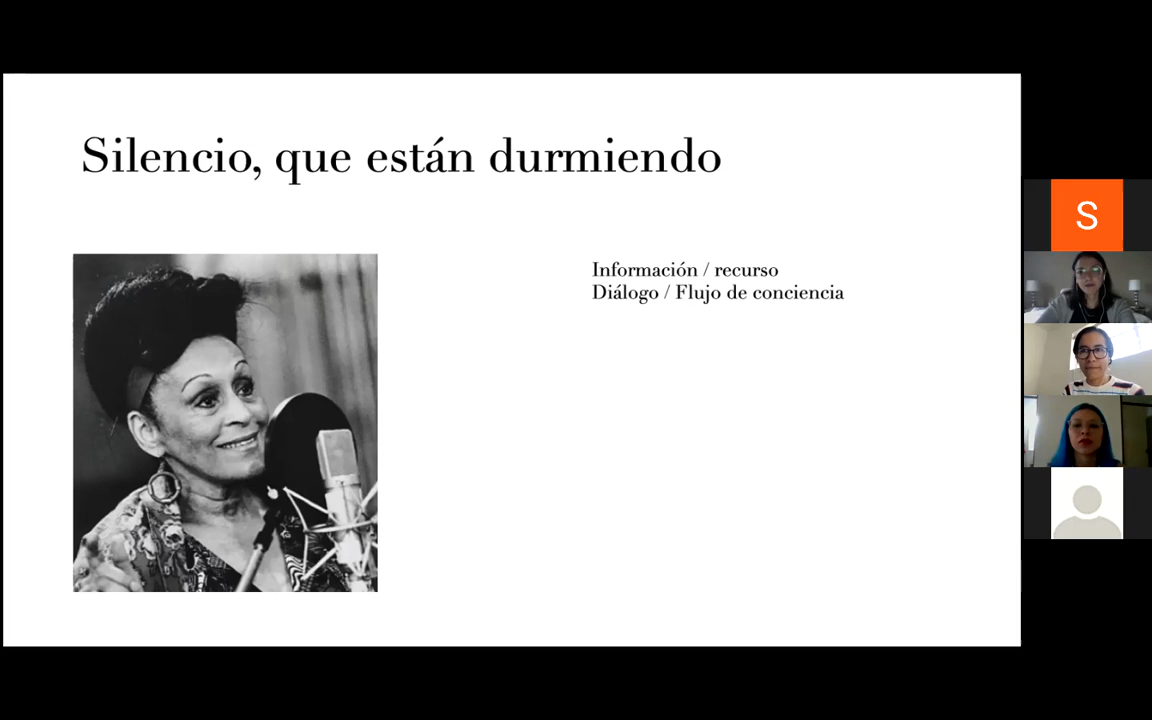 Silencio, que están durmiendo
Información / recurso
Diálogo / Flujo de conciencia
S